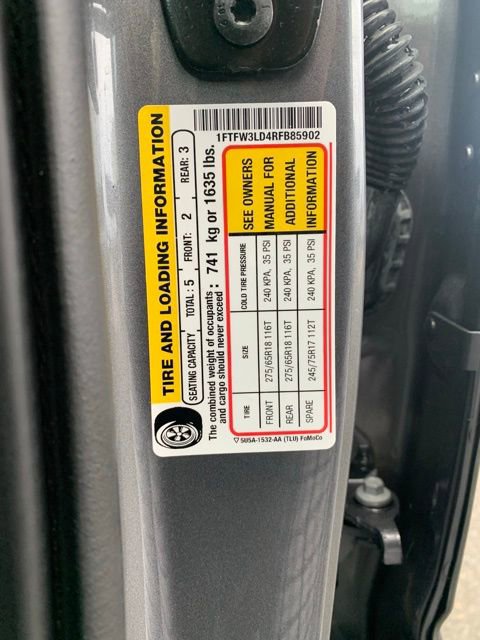 1FTFW3LD4RFB85902
TIRE AND LOADING INFORMATION
SEATING CAPACITY TOTAL: 5 FRONT: 2 REAR: 3
The combined weight of occupants
and cargo should never exceed : 741 kg or 1635 lbs.
TIRE SIZE COLD TIRE PRESSURE
FRONT 275/65R18 116T 240 KPA, 35 PSI
REAR 275/65R18 116T 240 KPA, 35 PSI
SPARE 245/75R17 112T 240 KPA, 35 PSI
SEE OWNERS
MANUAL FOR
ADDITIONAL
INFORMATION
5U5A-1532-AA (TLU) FoMoCo